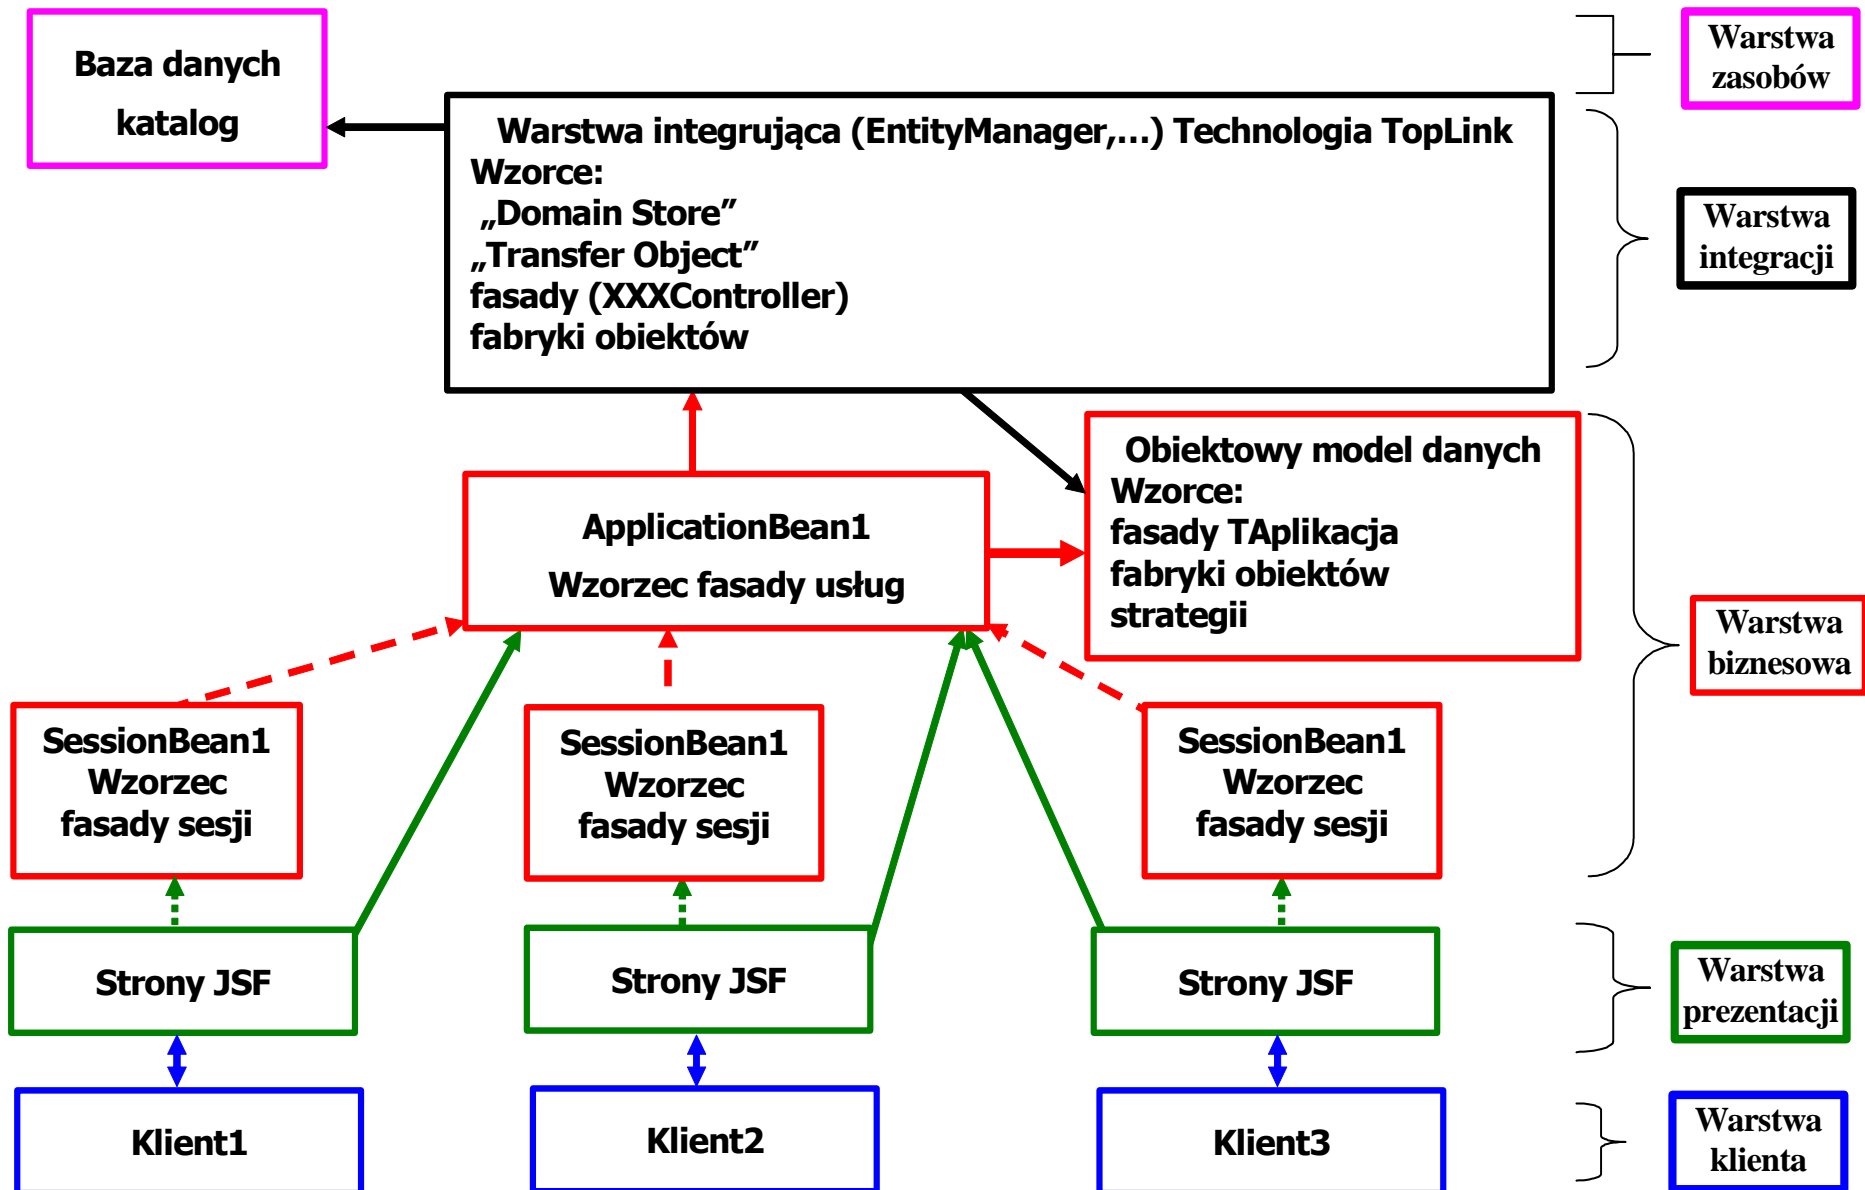 Baza danych
katalog
Warstwa
zasobów
Warstwa integrująca (EntityManager,...) Technologia TopLink
Wzorce:
„Domain Store”
„Transfer Object”
fasady (XXXController)
fabryki obiektów
Warstwa
integracji
Obiektowy model danych
Wzorce:
fasady TAplikacja
fabryki obiektów
strategii
ApplicationBean1
Wzorzec fasady usług
Warstwa
biznesowa
SessionBean1
Wzorzec
fasady sesji
SessionBean1
Wzorzec
fasady sesji
SessionBean1
Wzorzec
fasady sesji
Strony JSF
Strony JSF
Strony JSF
Warstwa
prezentacji
Klient1
Klient2
Klient3
Warstwa
klienta